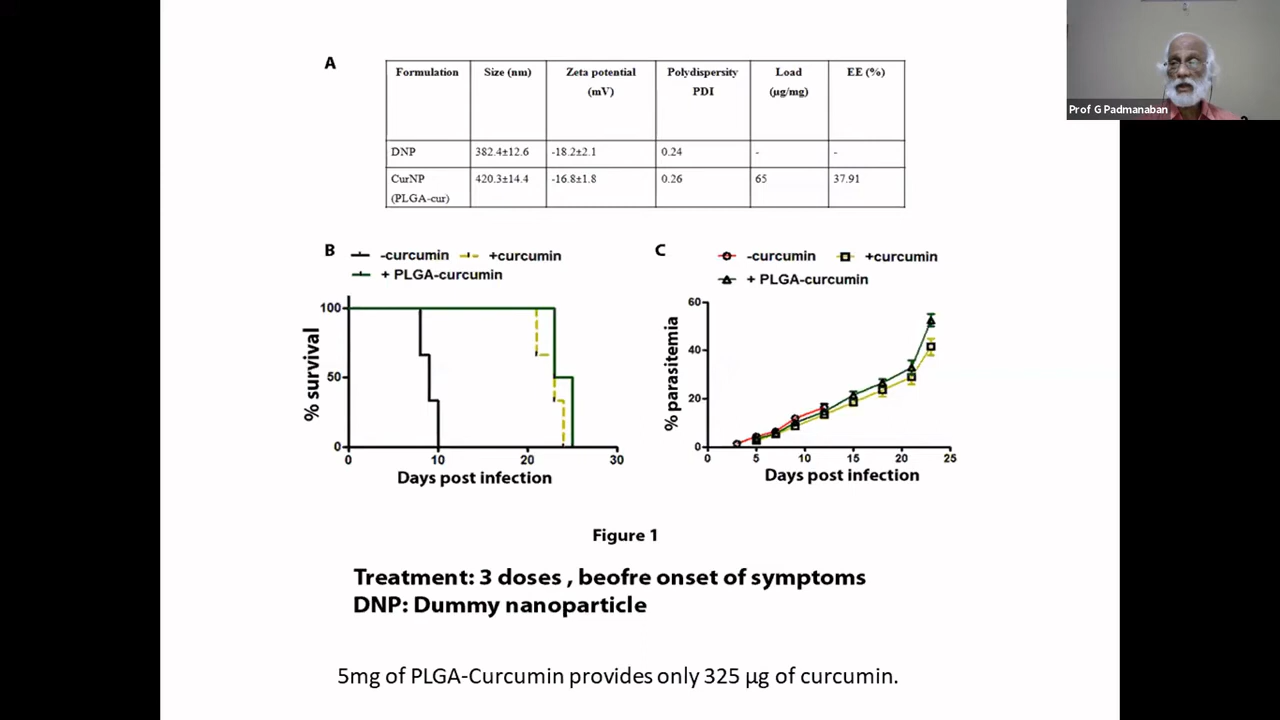 Prof G Padmanaban
A
Formulation Size (nm) Zeta potential (mV) Polydispersity PDI Load (µg/mg) EE (%)
DNP 382.4±12.6 -18.2±2.1 0.24 - -
CurNP (PLGA-cur) 420.3±14.4 -16.8±1.8 0.26 65 37.91
B
-curcumin +curcumin
+ PLGA-curcumin
% survival
100
50
0
0 10 20 30
Days post infection
C
-curcumin +curcumin
+ PLGA-curcumin
% parasitemia
60
40
20
0
0 5 10 15 20 25
Days post infection
Figure 1
Treatment: 3 doses , beofre onset of symptoms
DNP: Dummy nanoparticle
5mg of PLGA-Curcumin provides only 325 µg of curcumin.